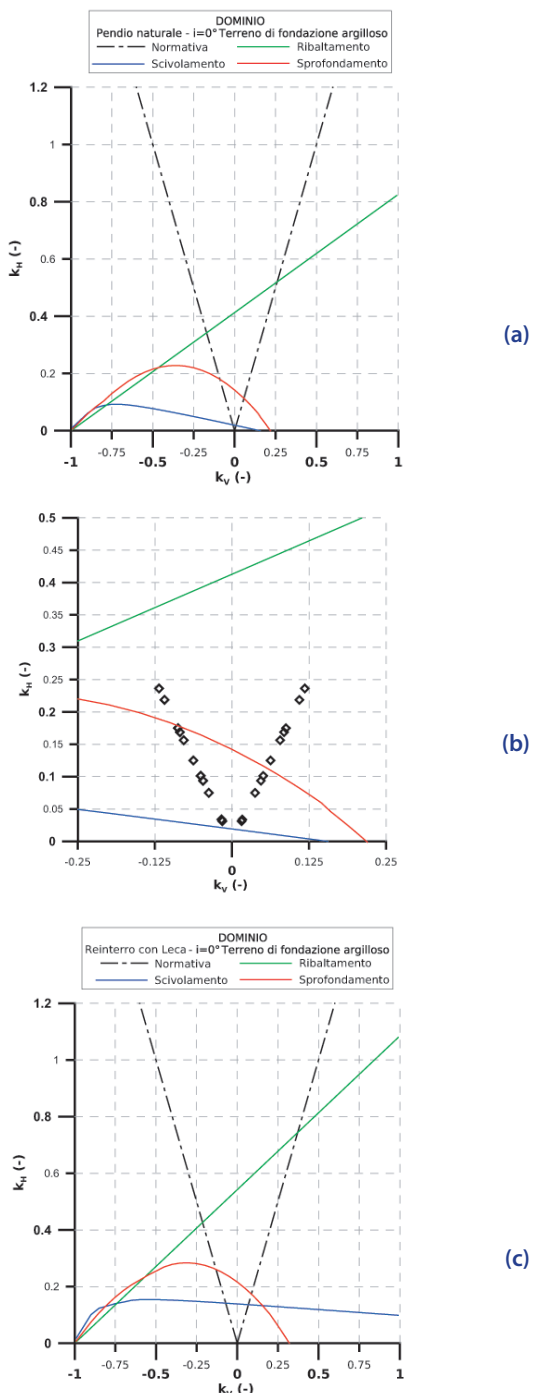 DOMINIO
Pendio naturale - i=0° Terreno di fondazione argilloso
Normativa Ribaltamento
Scivolamento Sprofondamento
1.2
1
0.8
0.6
0.4
0.2
0
k_H (-)
-1 -0.75 -0.5 -0.25 0 0.25 0.5 0.75 1
k_V (-)
(a)
0.5
0.45
0.4
0.35
0.3
0.25
0.2
0.15
0.1
0.05
0
k_H (-)
-0.25 -0.125 0 0.125 0.25
k_V (-)
(b)
DOMINIO
Reinterro con Leca - i=0° Terreno di fondazione argilloso
Normativa Ribaltamento
Scivolamento Sprofondamento
1.2
1
0.8
0.6
0.4
0.2
0
k_H (-)
-1 -0.75 -0.5 -0.25 0 0.25 0.5 0.75 1
(-)
(c)